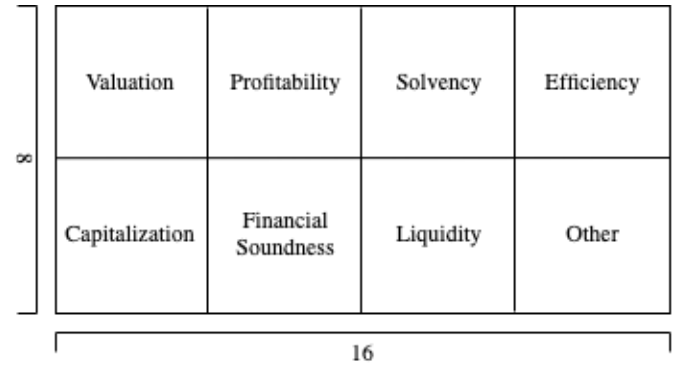 Valuation
Profitability
Solvency
Efficiency
8
Capitalization
Financial
Soundness
Liquidity
Other
16